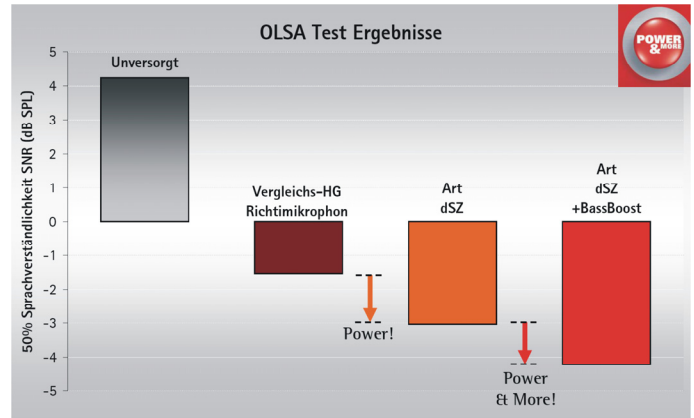 OLSA Test Ergebnisse
POWER
& MORE
50% Sprachverständlichkeit SNR (dB SPL)
5
4
3
2
1
0
-1
-2
-3
-4
-5
Unversorgt
Vergleichs-HG
Richtimikrophon
Art
dSZ
Art
dSZ
+BassBoost
Power!
Power
& More!